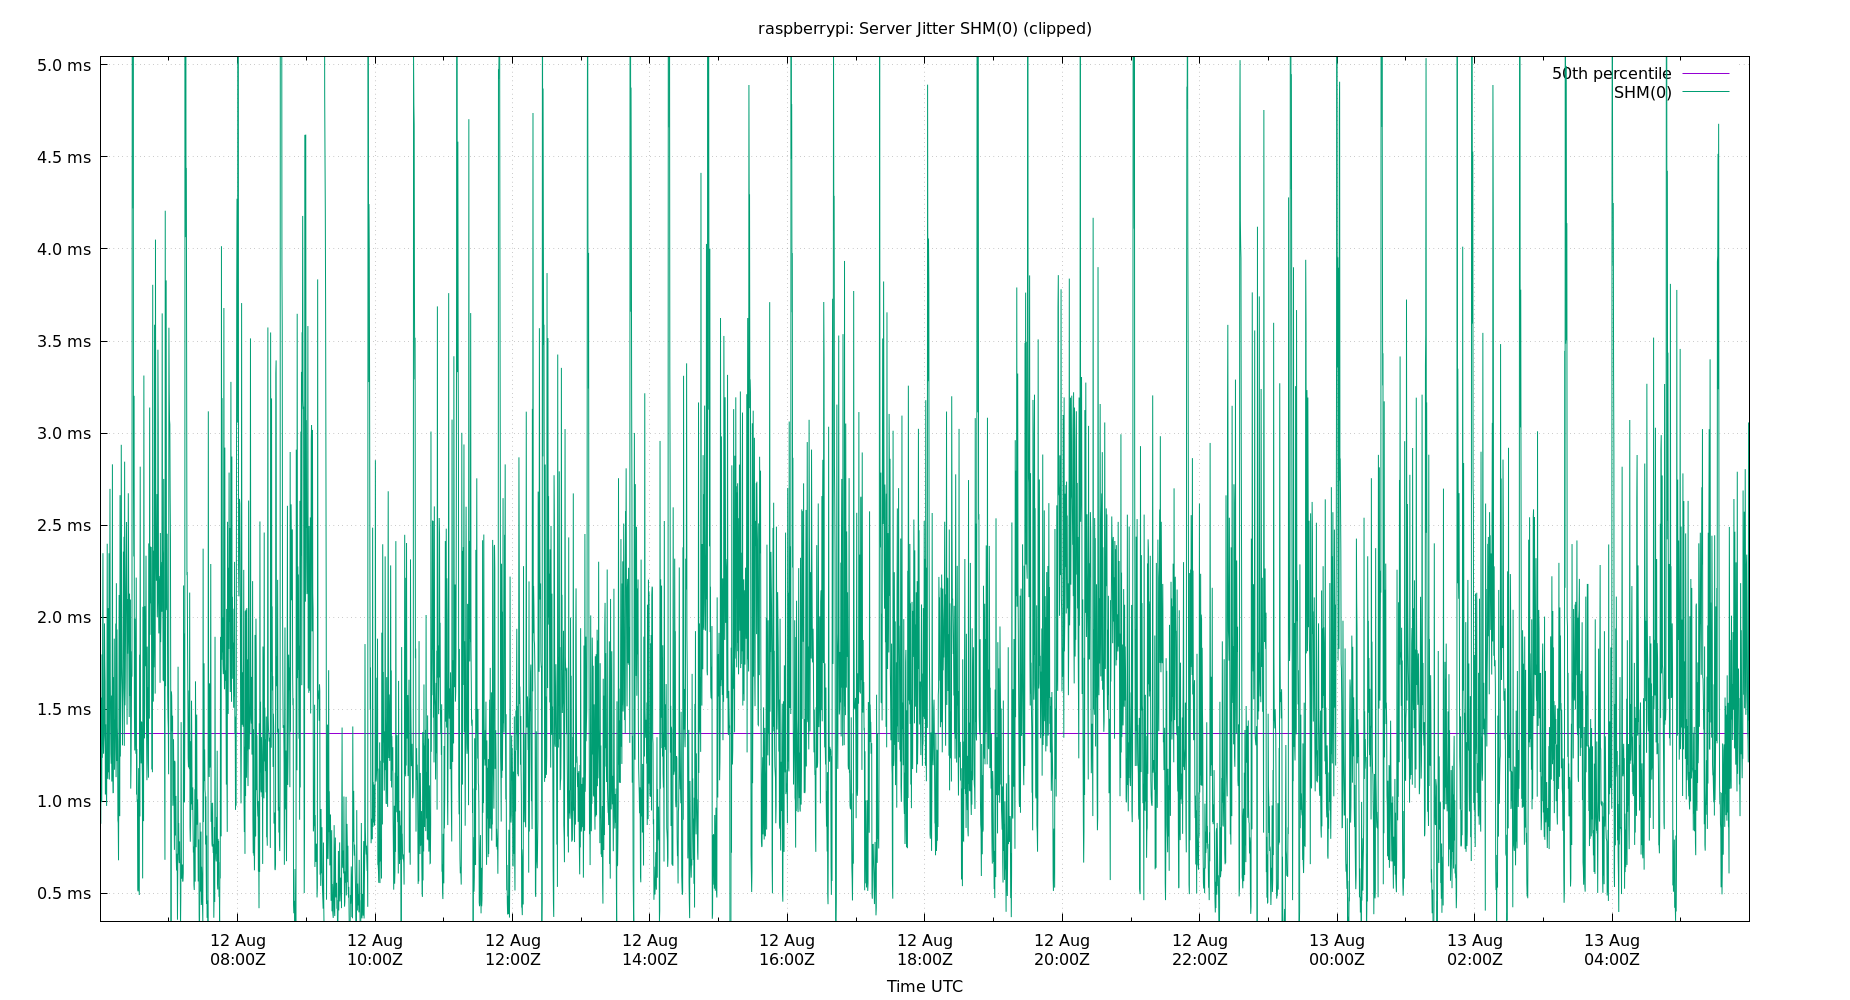 raspberrypi: Server Jitter SHM(0) (clipped)
5.0 ms
4.5 ms
4.0 ms
3.5 ms
3.0 ms
2.5 ms
2.0 ms
1.5 ms
1.0 ms
0.5 ms
50th percentile
SHM(0)
12 Aug 12 Aug 12 Aug 12 Aug 12 Aug 12 Aug 12 Aug 12 Aug 13 Aug 13 Aug 13 Aug
08:00Z 10:00Z 12:00Z 14:00Z 16:00Z 18:00Z 20:00Z 22:00Z 00:00Z 02:00Z 04:00Z
Time UTC